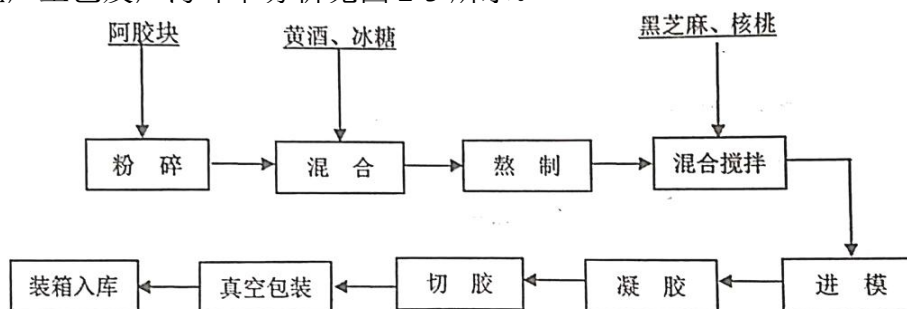 阿胶块
黄酒、冰糖
黑芝麻、核桃
粉碎
混合
熬制
混合搅拌
装箱入库
真空包装
切胶
凝胶
进模